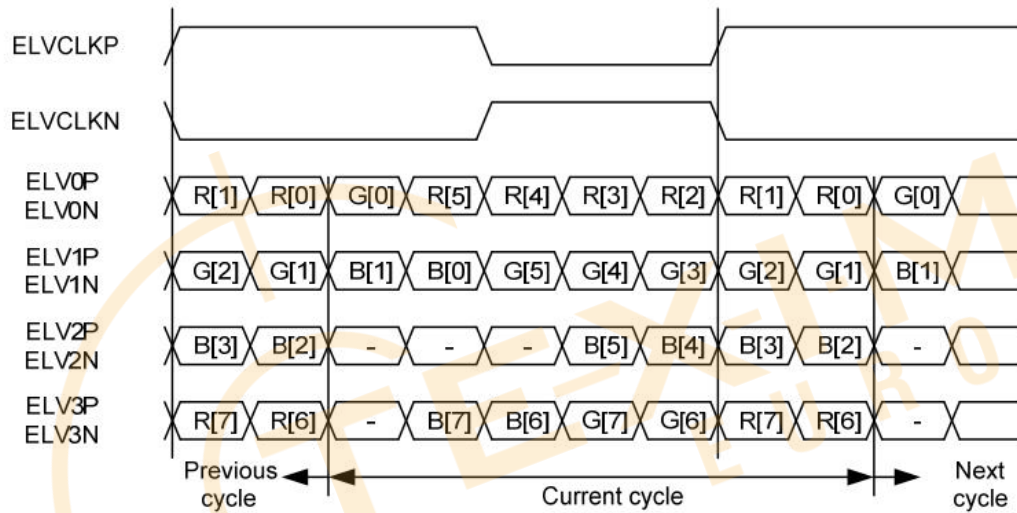 ELVCLKP
ELVCLKN
ELV0P
ELV0N
R[1] R[0] G[0] R[5] R[4] R[3] R[2] R[1] R[0] G[0]
ELV1P
ELV1N
G[2] G[1] B[1] B[0] G[5] G[4] G[3] G[2] G[1] B[1]
ELV2P
ELV2N
B[3] B[2] - - - B[5] B[4] B[3] B[2] -
ELV3P
ELV3N
R[7] R[6] - B[7] B[6] G[7] G[6] R[7] R[6] -
Previous
cycle
Current cycle
Next
cycle
TEXIM
EURO